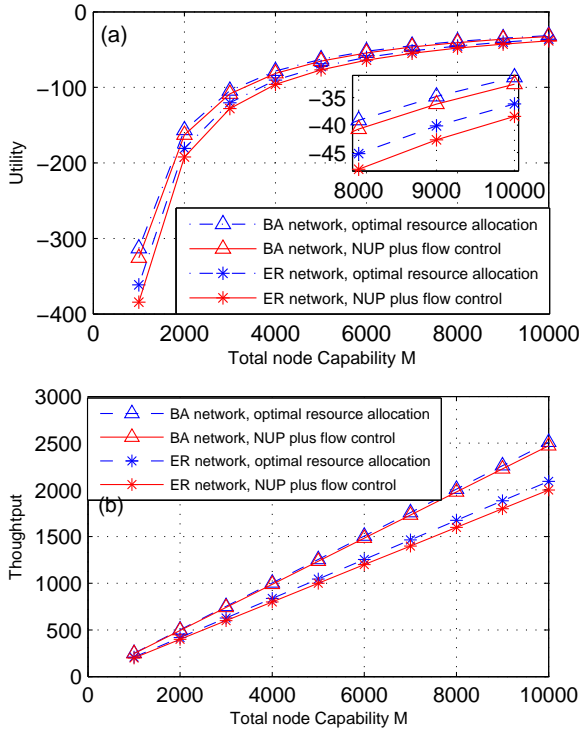 0
(a)
−100
−200
−300
−400
Utility
−35
−40
−45
8000 9000 10000
BA network, optimal resource allocation
BA network, NUP plus flow control
ER network, optimal resource allocation
ER network, NUP plus flow control
0 2000 4000 6000 8000 10000
Total node Capability M
3000
2500
2000
1500
1000
500
0
Thoughtput
BA network, optimal resource allocation
BA network, NUP plus flow control
ER network, optimal resource allocation
ER network, NUP plus flow control
(b)
0 2000 4000 6000 8000 10000
Total node Capability M